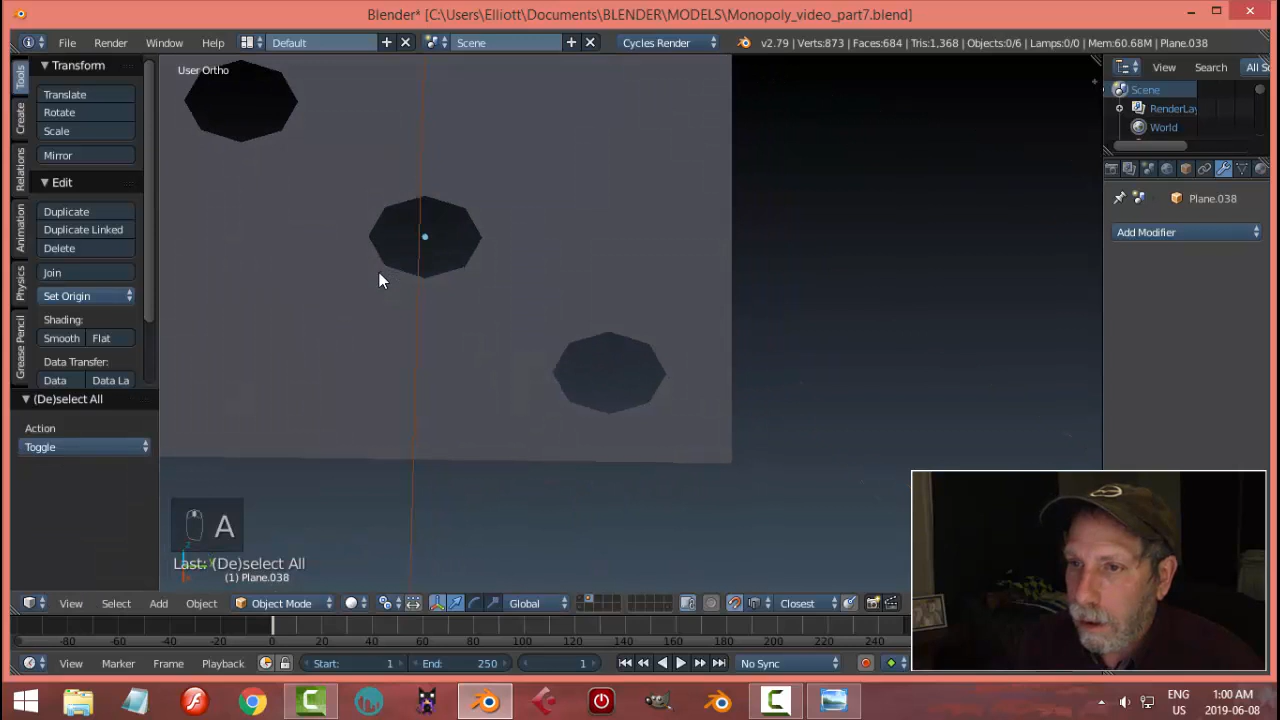 Blender* [C:\Users\Elliott\Documents\BLENDER\MODELS\Monopoly_video_part7.blend]
File Render Window Help Default Scene Cycles Render v2.79 | Verts:873 | Faces:684 | Tris:1,368 | Objects:0/6 | Lamps:0/0 | Mem:60.68M | Plane.038
Transform
User Ortho
View Search All Sc
Tools
Create
Relations
Animation
Physics
Grease Pencil
Translate
Rotate
Scale
Mirror
Edit
Duplicate
Duplicate Linked
Delete
Join
Set Origin
Shading:
Smooth Flat
Data Transfer:
Data Data La
(De)select All
Action
Toggle
Scene
RenderLay
World
Plane.038
Add Modifier
A
Last: (De)select All
(1) Plane.038
View Select Add Object Object Mode Global Closest
-80 -60 -40 -20 0 20 40 60 80 100 120 140 160 180 200 220 240
View Marker Frame Playback Start: 1 End: 250 1 No Sync
ENG
US
1:00 AM
2019-06-08